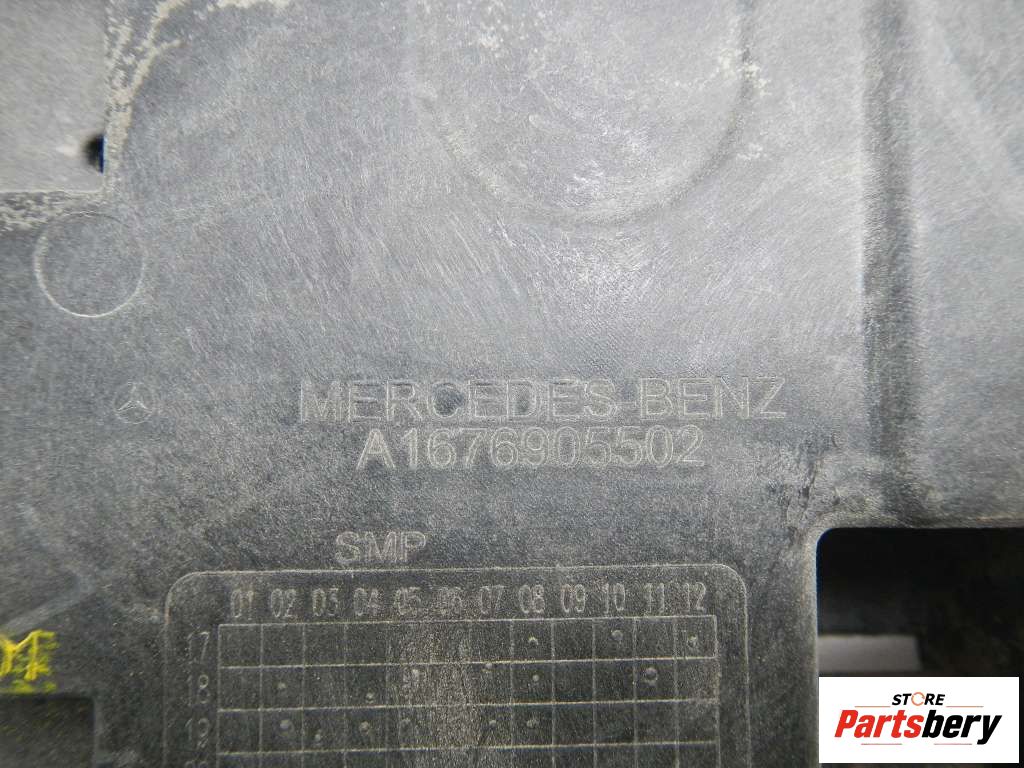 MERCEDES-BENZ
A1676905502
SMP
01 02 03 04 05 06 07 08 09 10 11 12
17
18
19
STORE
Partsbery